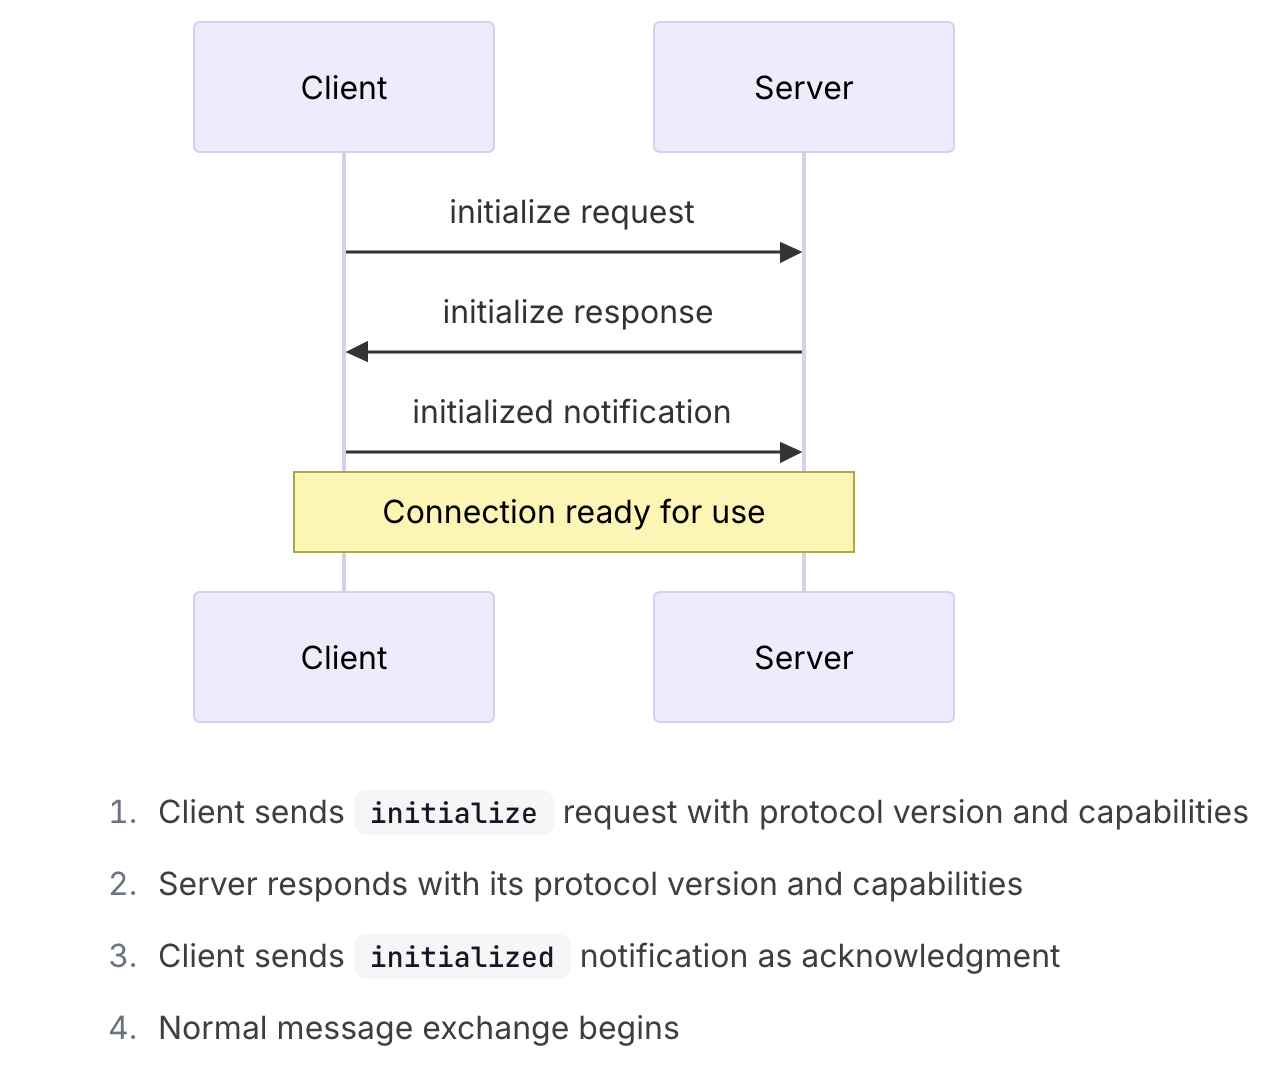 Client
Server
initialize request
initialize response
initialized notification
Connection ready for use
Client
Server
1. Client sends initialize request with protocol version and capabilities
2. Server responds with its protocol version and capabilities
3. Client sends initialized notification as acknowledgment
4. Normal message exchange begins